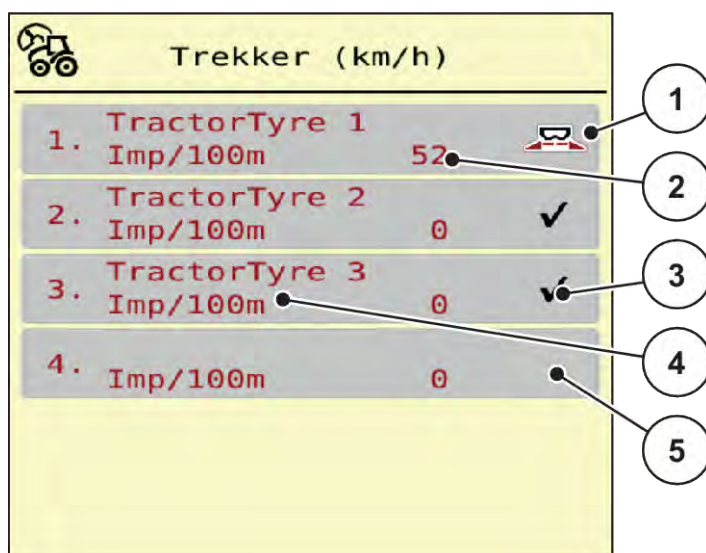 Trekker (km/h)
1. TractorTyre 1
Imp/100m 52
2. TractorTyre 2
Imp/100m 0
3. TractorTyre 3
Imp/100m 0
4.
Imp/100m 0
1
2
3
4
5